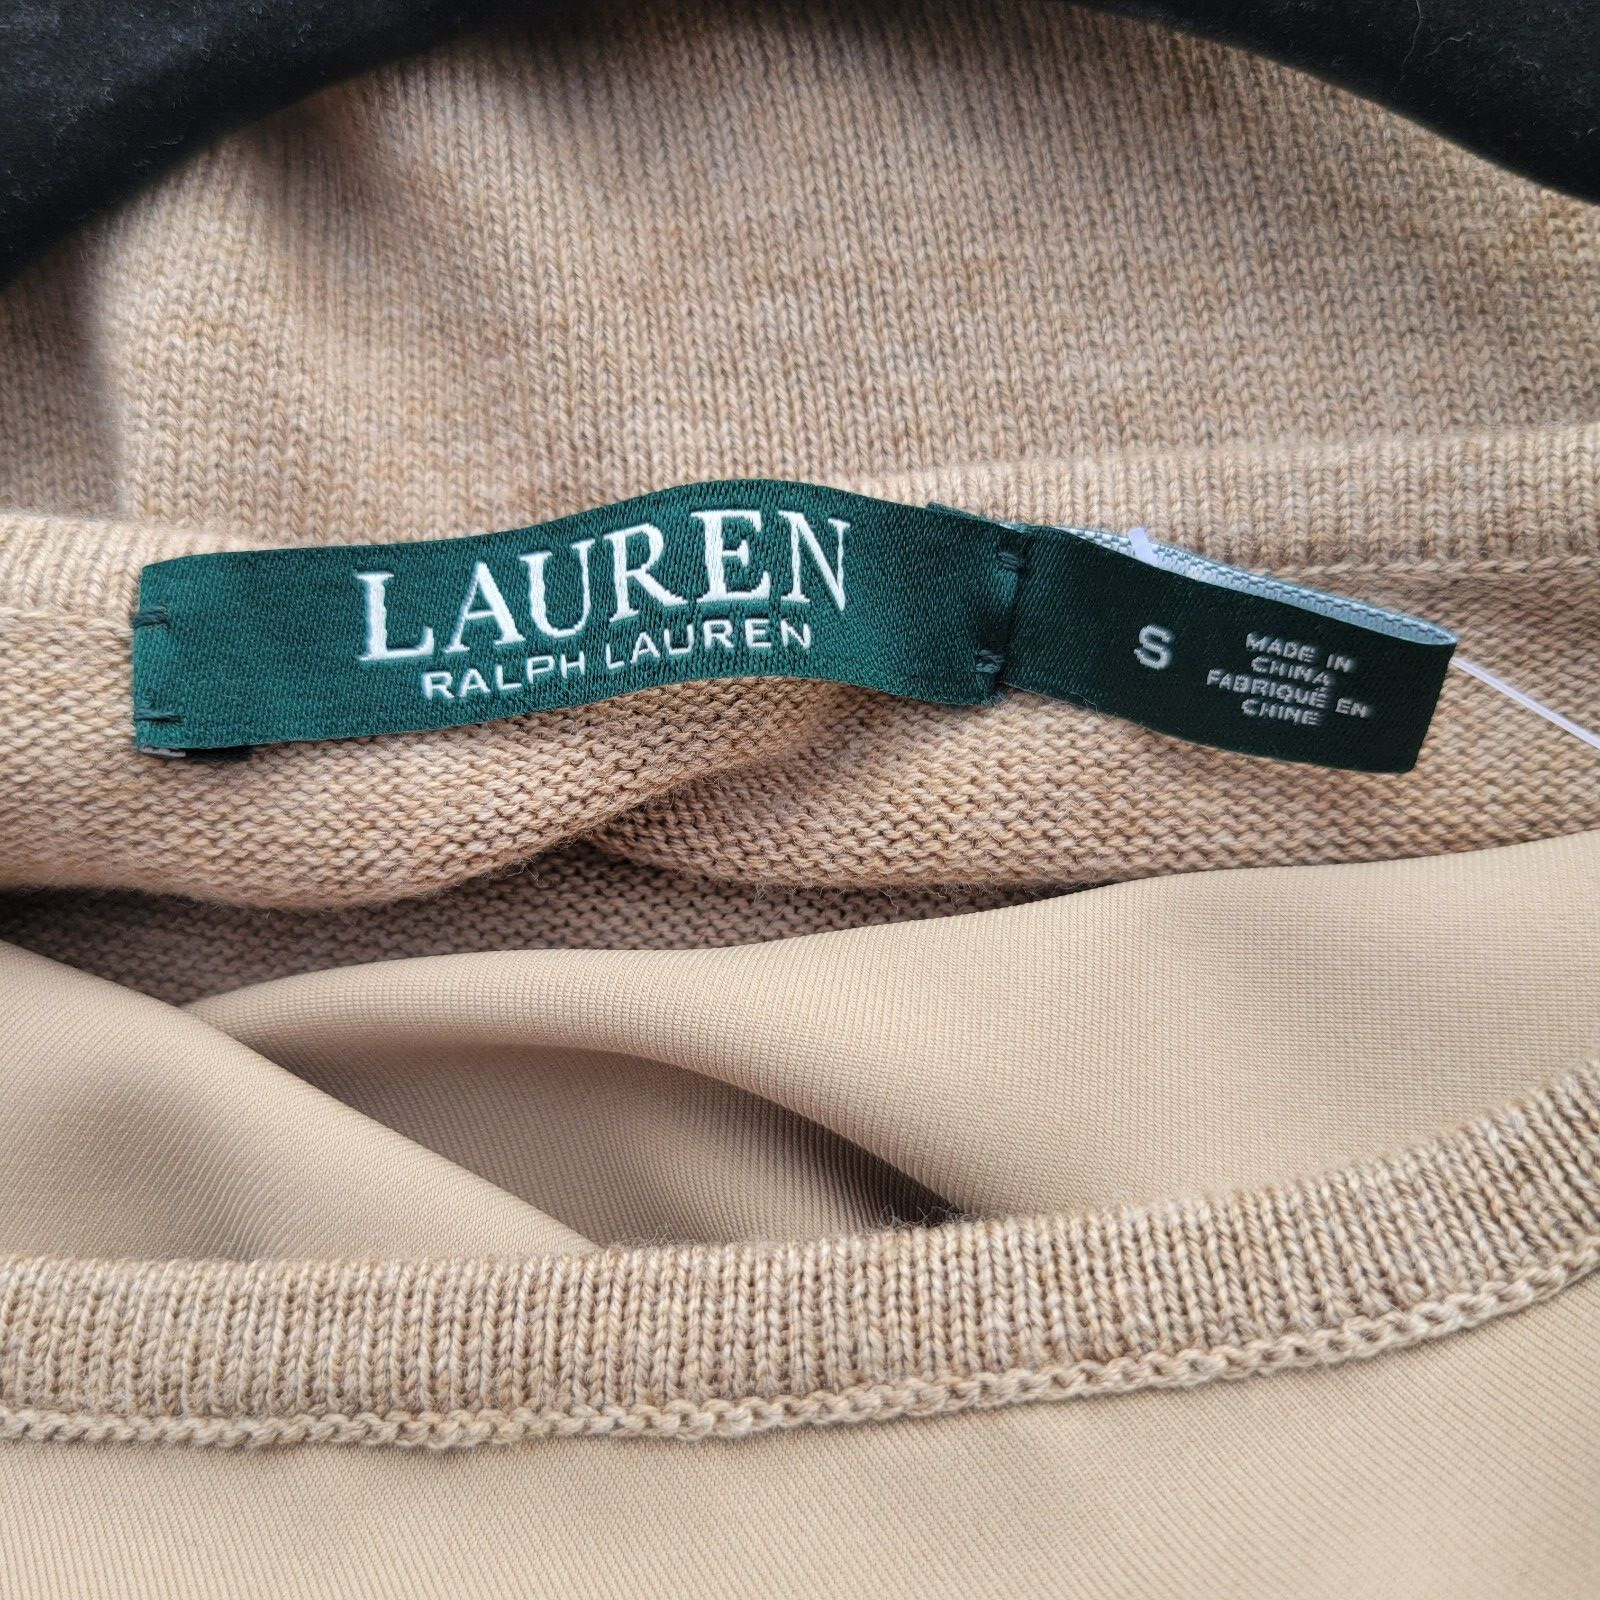 LAUREN
RALPH LAUREN
S
MADE IN
CHINA
FABRIQUÉ EN
CHINE